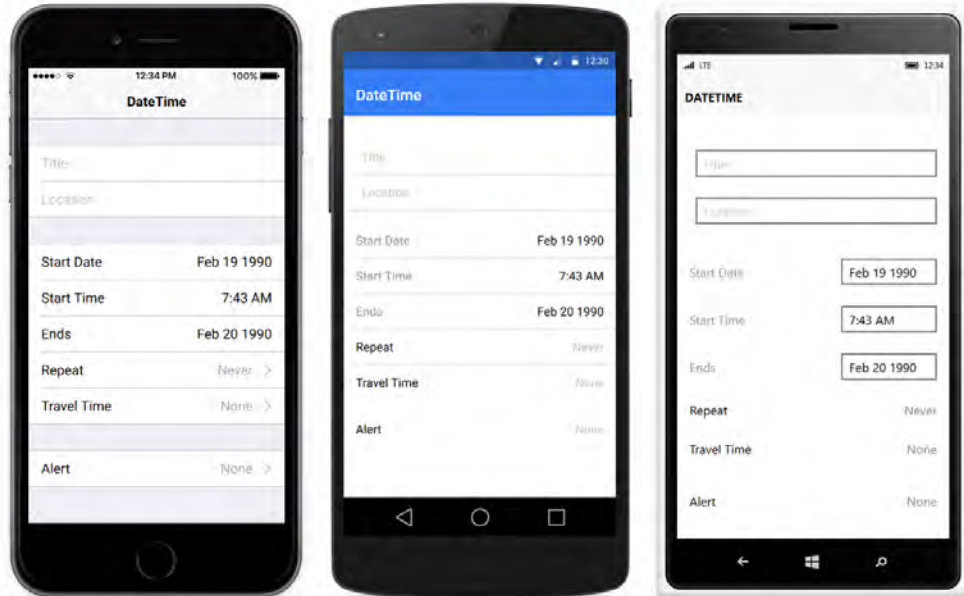 12:34 PM
100%
DateTime
Title
Location
Start Date
Feb 19 1990
Start Time
7:43 AM
Ends
Feb 20 1990
Repeat
Never
Travel Time
None
Alert
None
12:30
DateTime
Title
Location
Start Date
Feb 19 1990
Start Time
7:43 AM
Ends
Feb 20 1990
Repeat
Never
Travel Time
None
Alert
None
LTE
12:34
DATETIME
Title
Location
Start Date
Feb 19 1990
Start Time
7:43 AM
Ends
Feb 20 1990
Repeat
Never
Travel Time
None
Alert
None